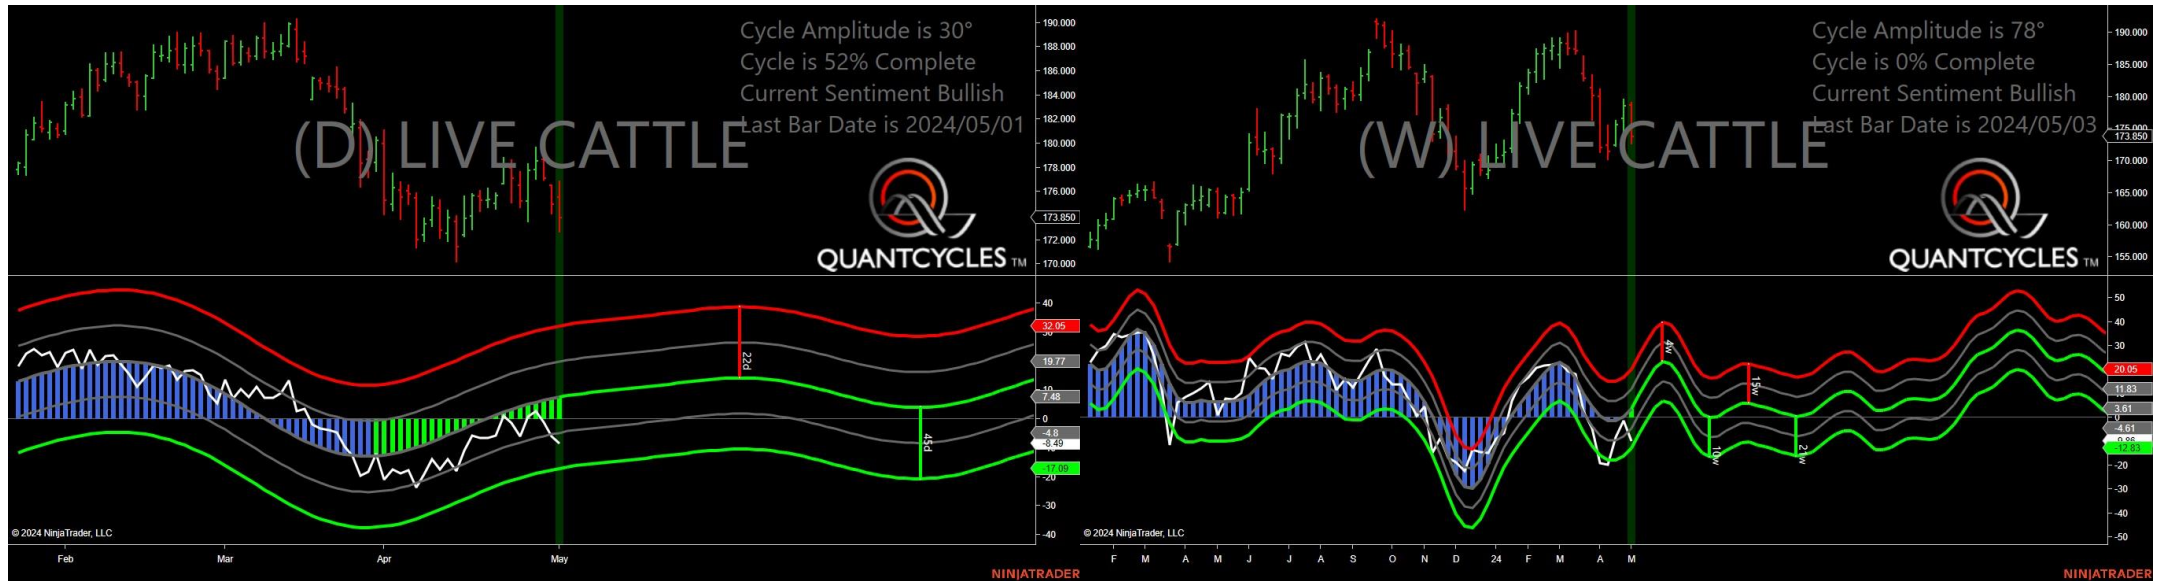 Cycle Amplitude is 30°
Cycle is 52% Complete
Current Sentiment Bullish
Last Bar Date is 2024/05/01
(D) LIVE CATTLE
QUANTCYCLES TM
190.000
188.000
186.000
184.000
182.000
180.000
178.000
176.000
173.850
172.000
170.000
22d
45d
40
32.05
19.77
7.48
0
-4.8
-8.49
-17.09
-20
-30
-40
© 2024 NinjaTrader, LLC
Feb Mar Apr May
NINJATRADER
Cycle Amplitude is 78°
Cycle is 0% Complete
Current Sentiment Bullish
Last Bar Date is 2024/05/03
(W) LIVE CATTLE
QUANTCYCLES TM
190.000
185.000
180.000
175.000
173.850
170.000
165.000
160.000
155.000
4w
15w
10w
21w
50
40
30
20.05
11.83
3.61
0
-4.61
-12.83
-20
-30
-40
-50
© 2024 NinjaTrader, LLC
F M A M J J A S O N D 24 F M A M
NINJATRADER